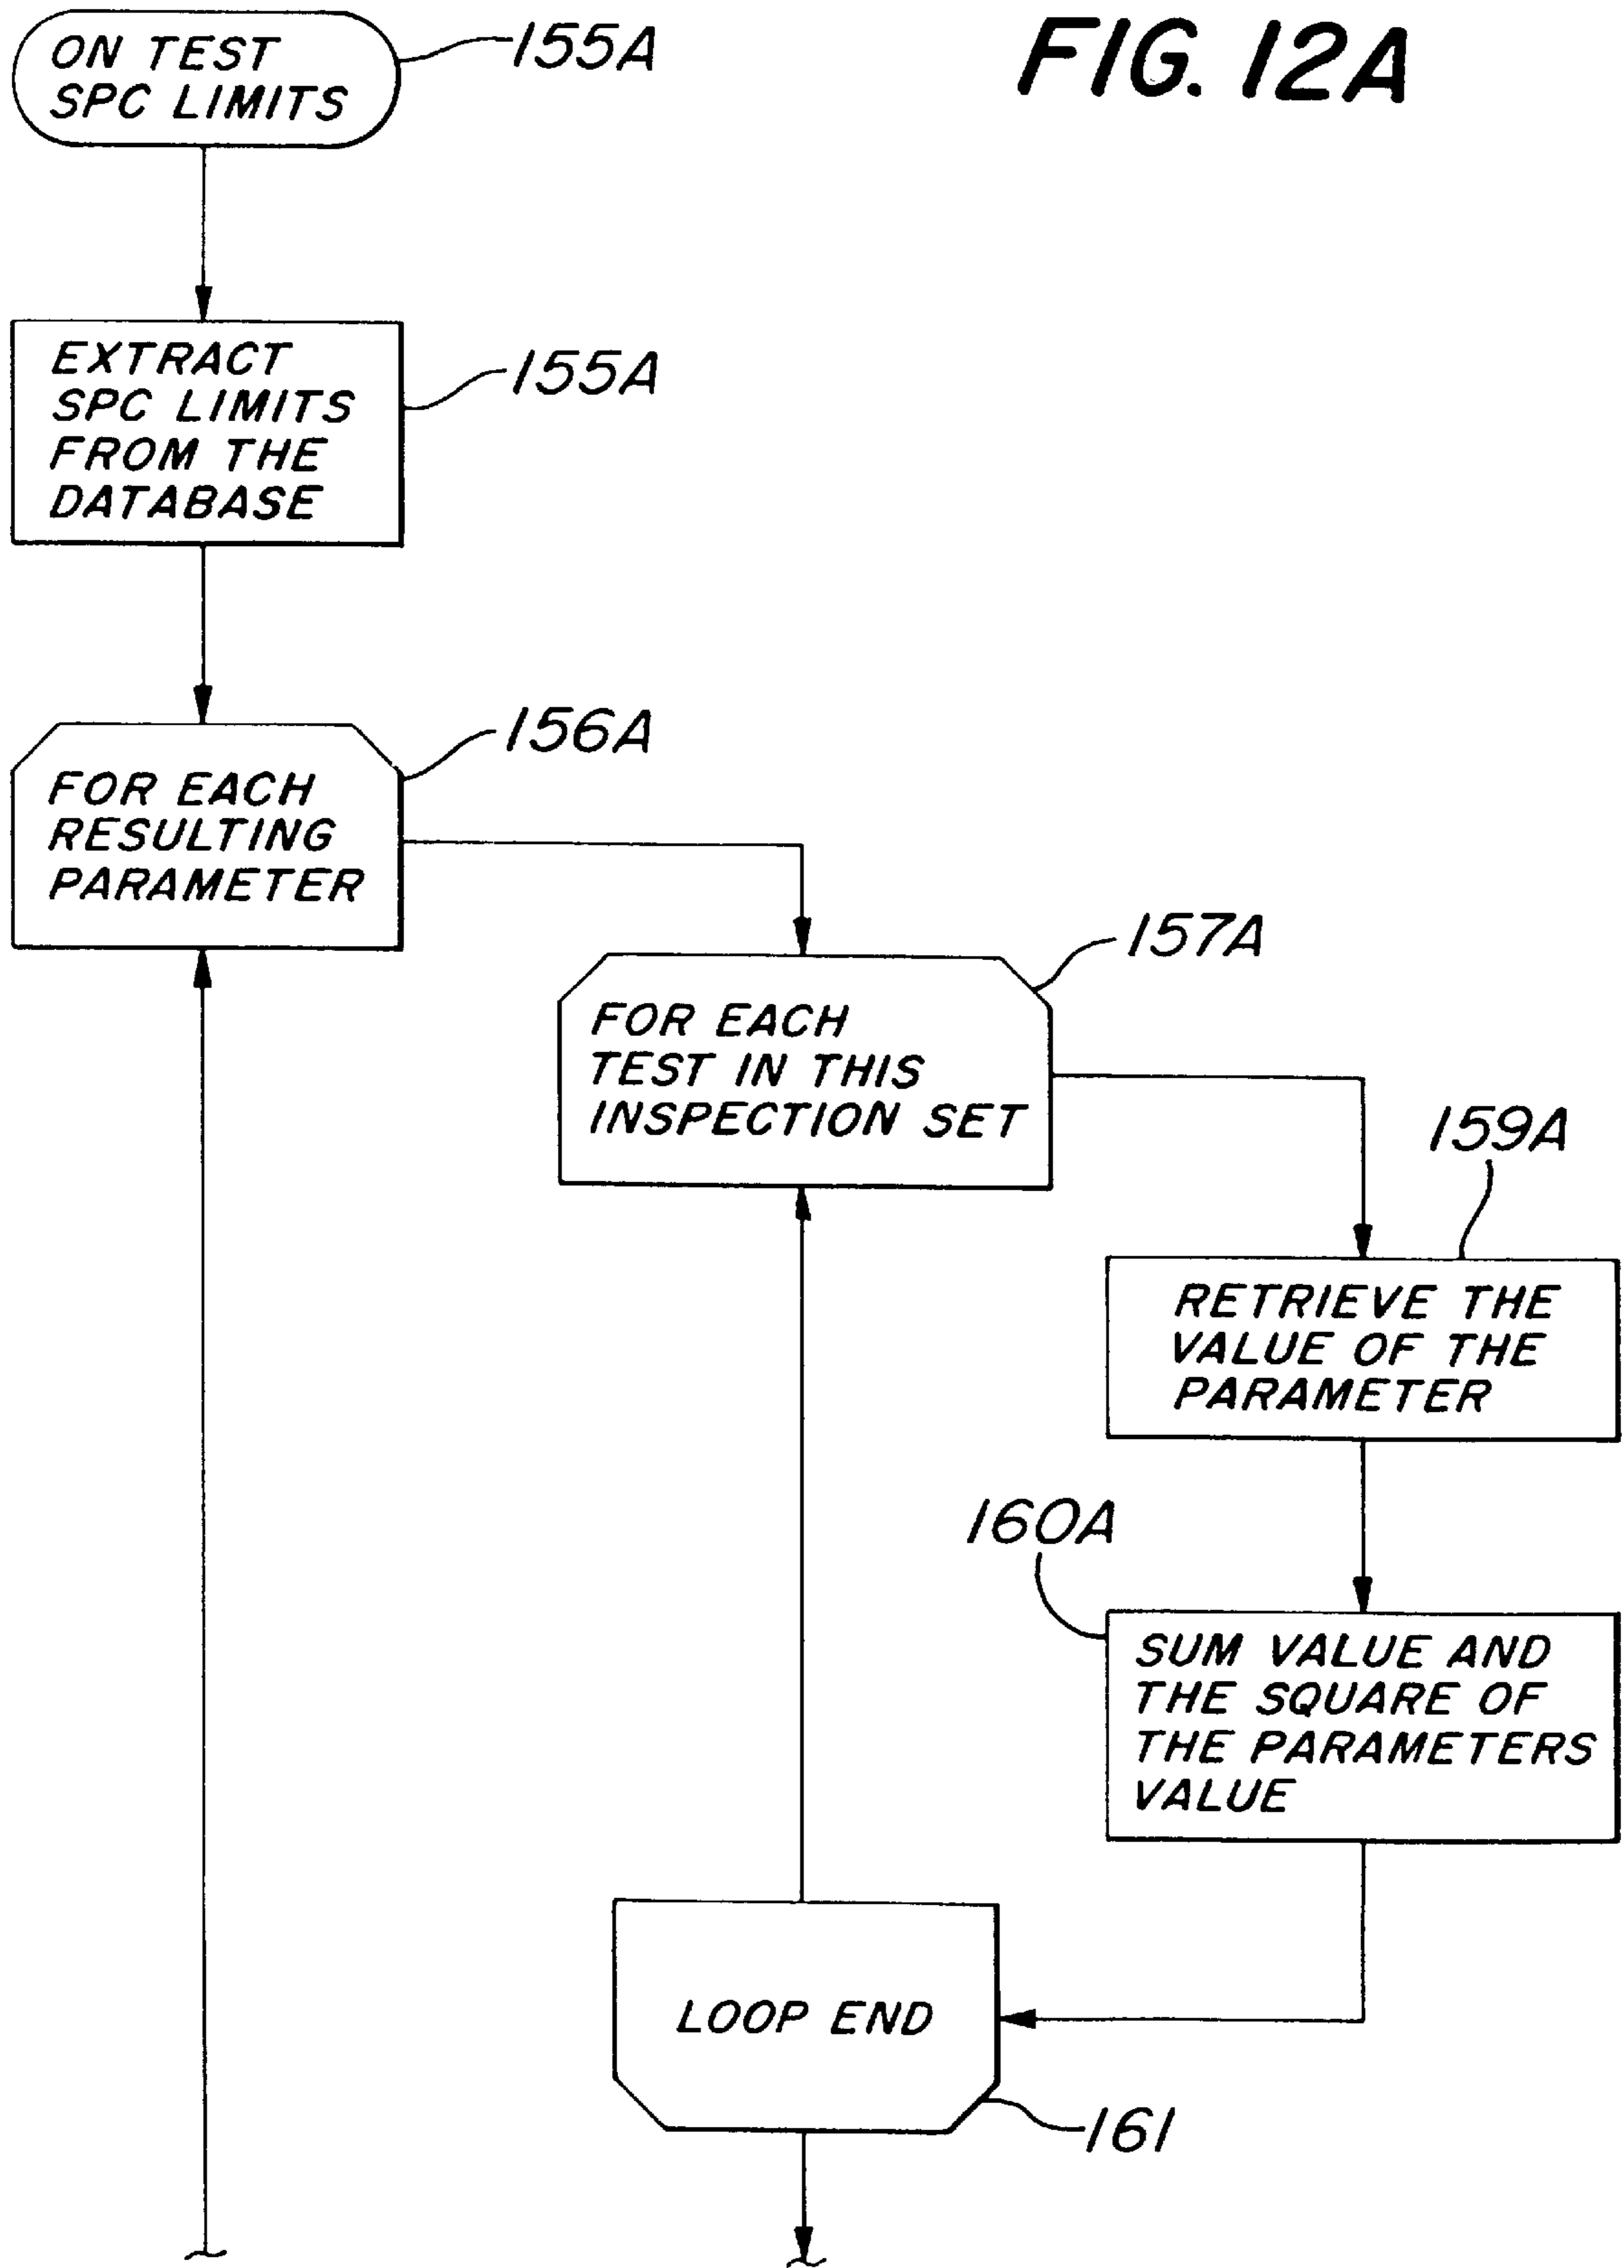 FIG. 12A
ON TEST
SPC LIMITS
155A
EXTRACT
SPC LIMITS
FROM THE
DATABASE
155A
FOR EACH
RESULTING
PARAMETER
156A
FOR EACH
TEST IN THIS
INSPECTION SET
157A
159A
RETRIEVE THE
VALUE OF THE
PARAMETER
160A
SUM VALUE AND
THE SQUARE OF
THE PARAMETERS
VALUE
LOOP END
161